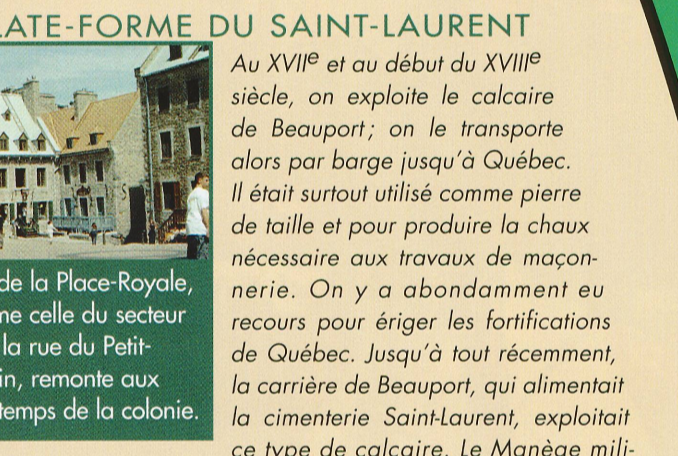 LATE-FORME DU SAINT-LAURENT
Au XVIIe et au début du XVIIIe
siècle, on exploite le calcaire
de Beauport; on le transporte
alors par barge jusqu'à Québec.
Il était surtout utilisé comme pierre
de taille et pour produire la chaux
nécessaire aux travaux de maçon-
nerie. On y a abondamment eu
recours pour ériger les fortifications
de Québec. Jusqu'à tout récemment,
la carrière de Beauport, qui alimentait
la cimenterie Saint-Laurent, exploitait
ce type de calcaire. Le Manège mili-
de la Place-Royale,
me celle du secteur
la rue du Petit-
in, remonte aux
temps de la colonie.